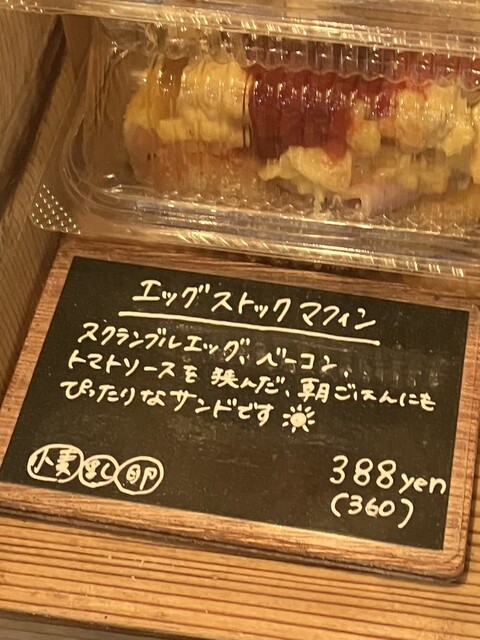 エッグストックマフィン
スクランブルエッグ、ベーコン、
トマトソースを挟んだ、朝ごはんにも
ぴったりなサンドです
小麦 乳 卵
388yen
(360)